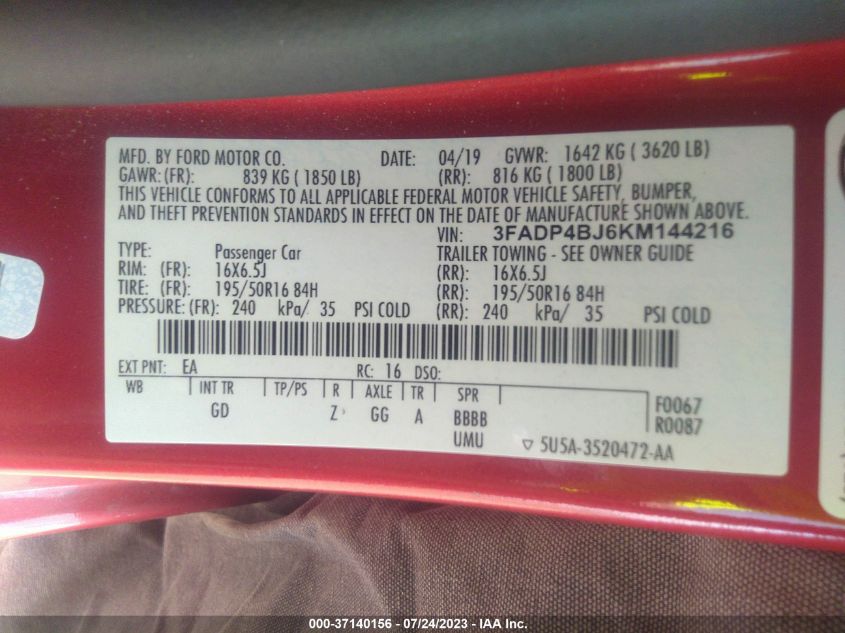 MFD. BY FORD MOTOR CO. DATE: 04/19 GVWR: 1642 KG ( 3620 LB)
GAWR: (FR): 839 KG ( 1850 LB) (RR): 816 KG ( 1800 LB)
THIS VEHICLE CONFORMS TO ALL APPLICABLE FEDERAL MOTOR VEHICLE SAFETY, BUMPER,
AND THEFT PREVENTION STANDARDS IN EFFECT ON THE DATE OF MANUFACTURE SHOWN ABOVE.
VIN: 3FADP4BJ6KM144216
TYPE: Passenger Car TRAILER TOWING - SEE OWNER GUIDE
RIM: (FR): 16X6.5J (RR): 16X6.5J
TIRE: (FR): 195/50R16 84H (RR): 195/50R16 84H
PRESSURE: (FR): 240 kPa/ 35 PSI COLD (RR): 240 kPa/ 35 PSI COLD
EXT PNT: EA RC: 16 DSO:
WB INT TR TP/PS R AXLE TR SPR
GD Z GG A BBBB F0067
UMU R0087
5U5A-3520472-AA
000-37140156 - 07/24/2023 - IAA Inc.